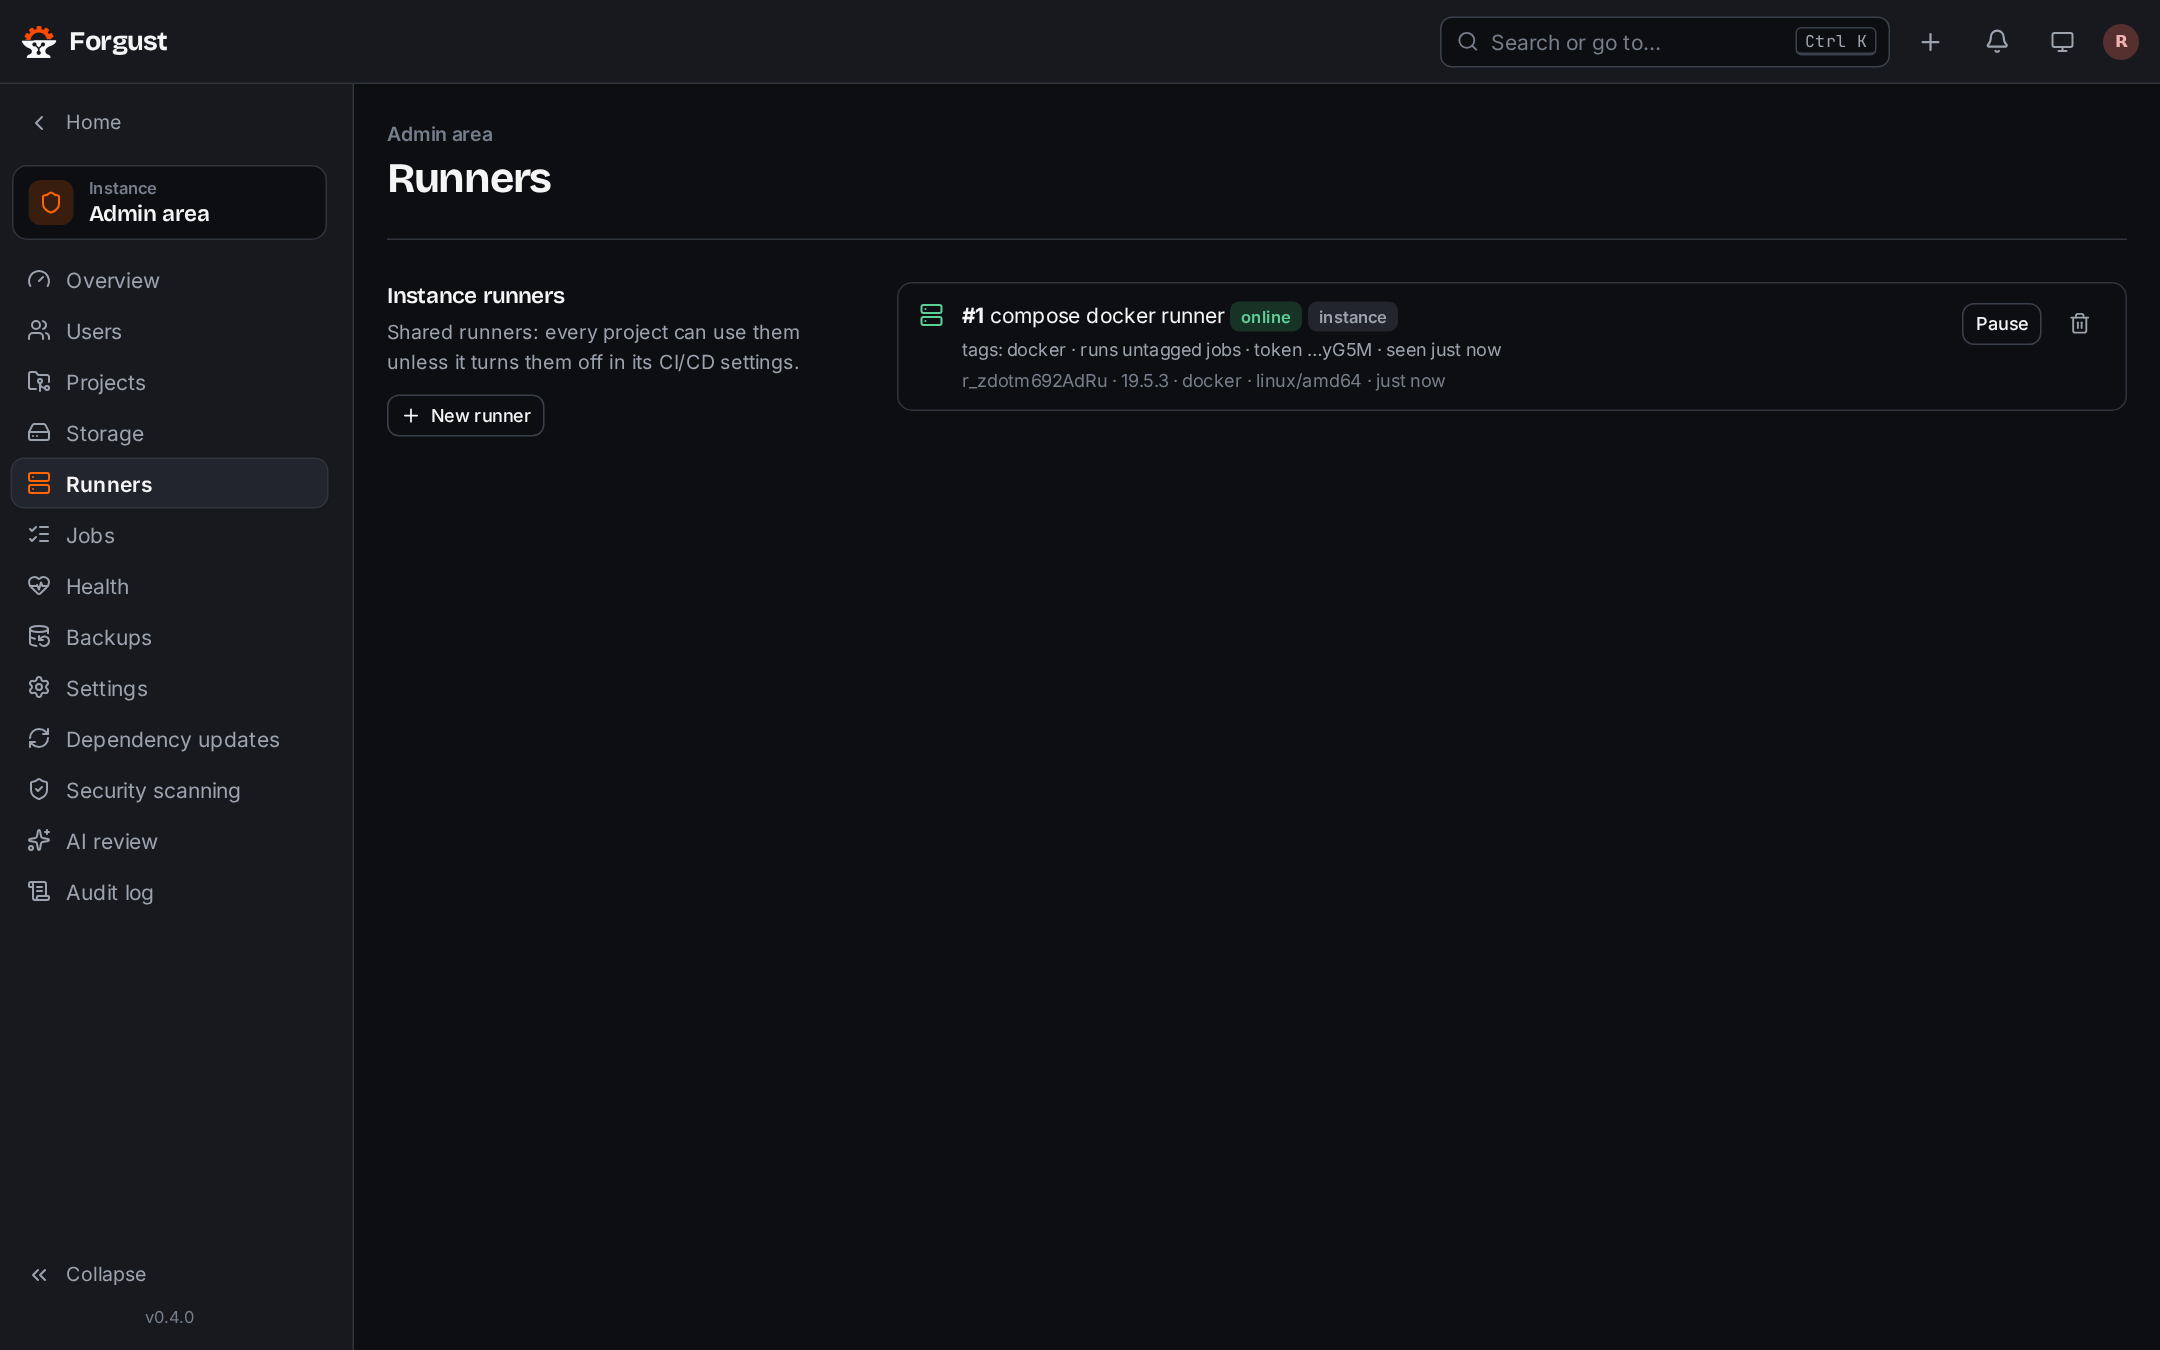 Forgust
Search or go to...
Ctrl K
R
Home
Instance
Admin area
Overview
Users
Projects
Storage
Runners
Jobs
Health
Backups
Settings
Dependency updates
Security scanning
AI review
Audit log
Collapse
v0.4.0
Admin area
Runners
Instance runners
Shared runners: every project can use them
unless it turns them off in its CI/CD settings.
New runner
#1 compose docker runner online instance
tags: docker · runs untagged jobs · token …yG5M · seen just now
r_zdotm692AdRu · 19.5.3 · docker · linux/amd64 · just now
Pause